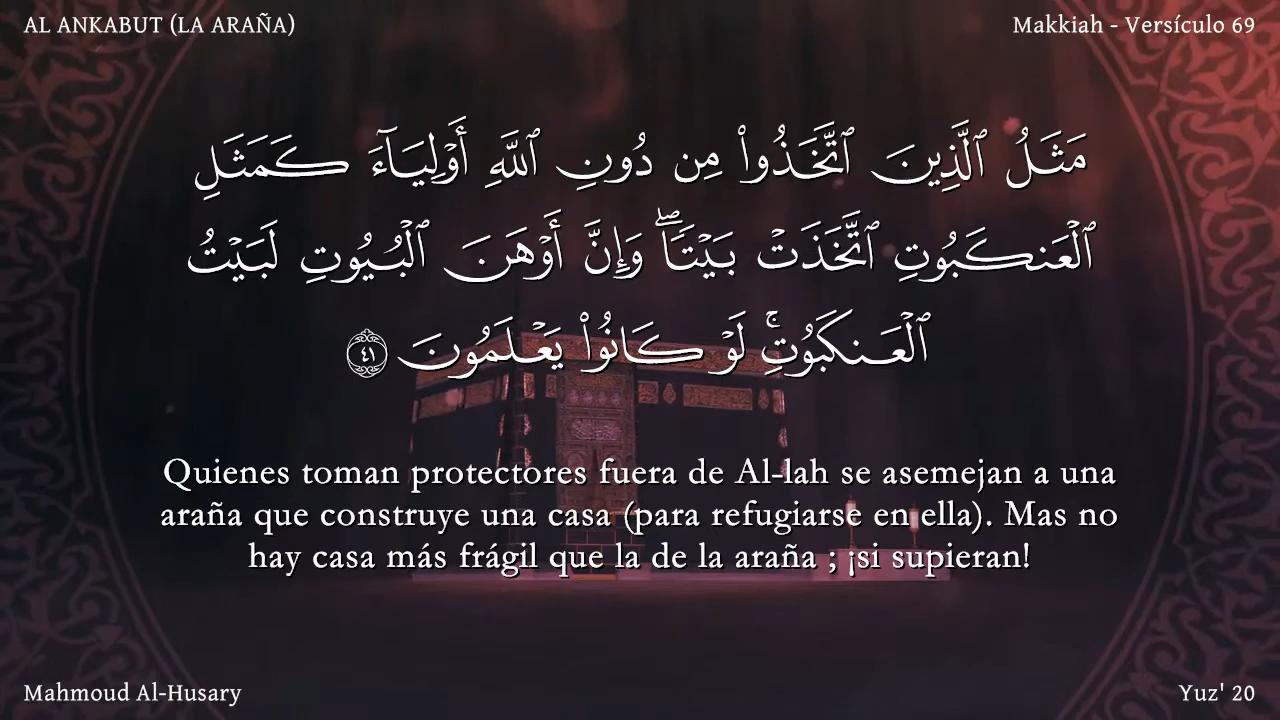 AL ANKABUT (LA ARAÑA)
Makkiah - Versículo 69
مَثَلُ ٱلَّذِينَ ٱتَّخَذُوا۟ مِن دُونِ ٱللَّهِ أَوْلِيَآءَ كَمَثَلِ
ٱلْعَنكَبُوتِ ٱتَّخَذَتْ بَيْتًا ۖ وَإِنَّ أَوْهَنَ ٱلْبُيُوتِ لَبَيْتُ
ٱلْعَنكَبُوتِ ۚ لَوْ كَانُوا۟ يَعْلَمُونَ ٤١
Quienes toman protectores fuera de Al-lah se asemejan a una
araña que construye una casa (para refugiarse en ella). Mas no
hay casa más frágil que la de la araña ; ¡si supieran!
Mahmoud Al-Husary
Yuz' 20